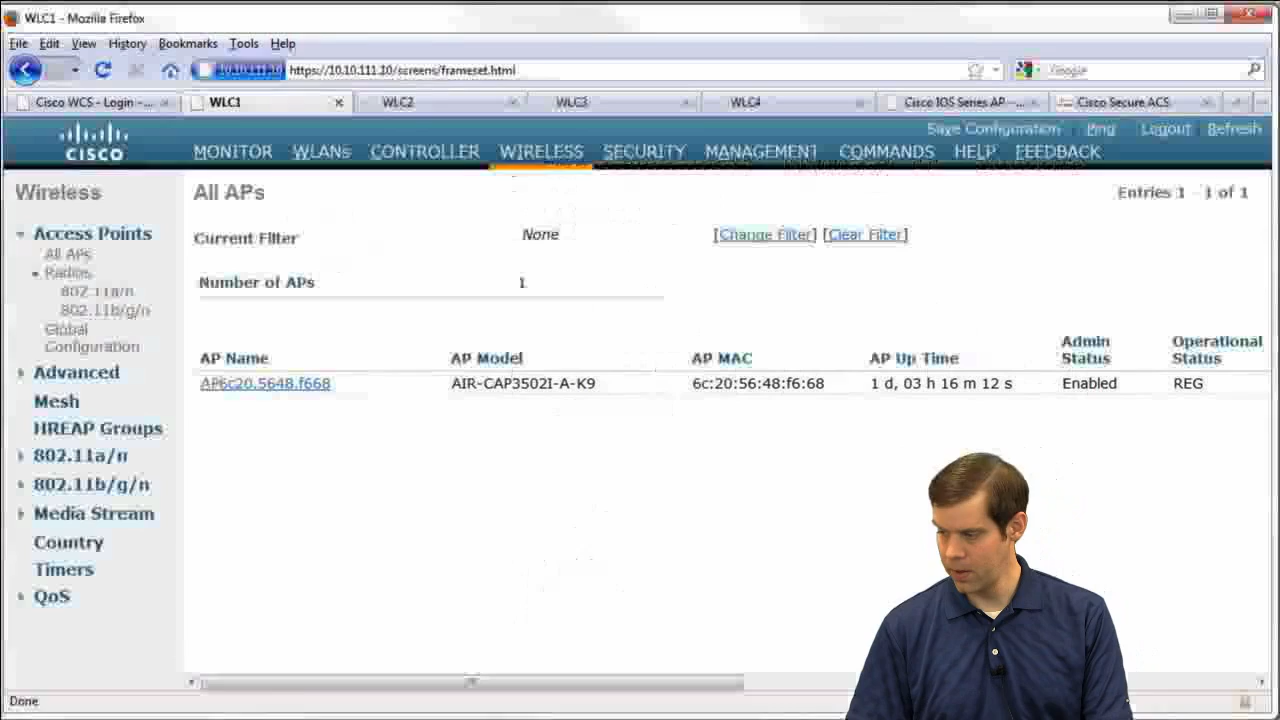 WLC1 - Mozilla Firefox
File Edit View History Bookmarks Tools Help
10.10.111.10 https://10.10.111.10/screens/frameset.html Google
Cisco WCS - Login -... WLC1 WLC2 WLC3 WLC4 Cisco IOS Series AP -... Cisco Secure ACS
Save Configuration Ping Logout Refresh
CISCO MONITOR WLANs CONTROLLER WIRELESS SECURITY MANAGEMENT COMMANDS HELP FEEDBACK
Wireless
Access Points
All APs
Radios
802.11a/n
802.11b/g/n
Global
Configuration
Advanced
Mesh
HREAP Groups
802.11a/n
802.11b/g/n
Media Stream
Country
Timers
QoS
All APs Entries 1 - 1 of 1
Current Filter None [Change Filter] [Clear Filter]
Number of APs 1
AP Name AP Model AP MAC AP Up Time Admin Status Operational Status
AP6c20.5648.f668 AIR-CAP3502I-A-K9 6c:20:56:48:f6:68 1 d, 03 h 16 m 12 s Enabled REG
Done